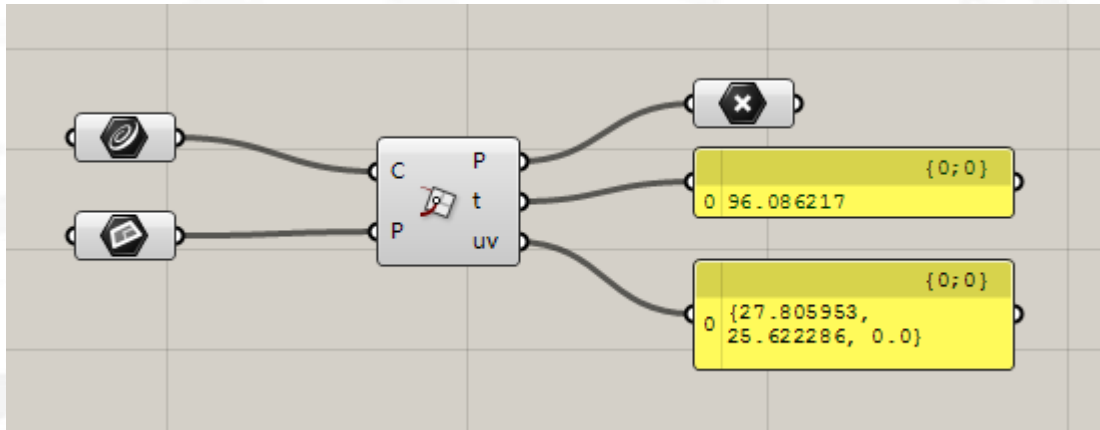 C
P
P
t
uv
{0;0}
0 96.086217
{0;0}
0 {27.805953,
25.622286, 0.0}